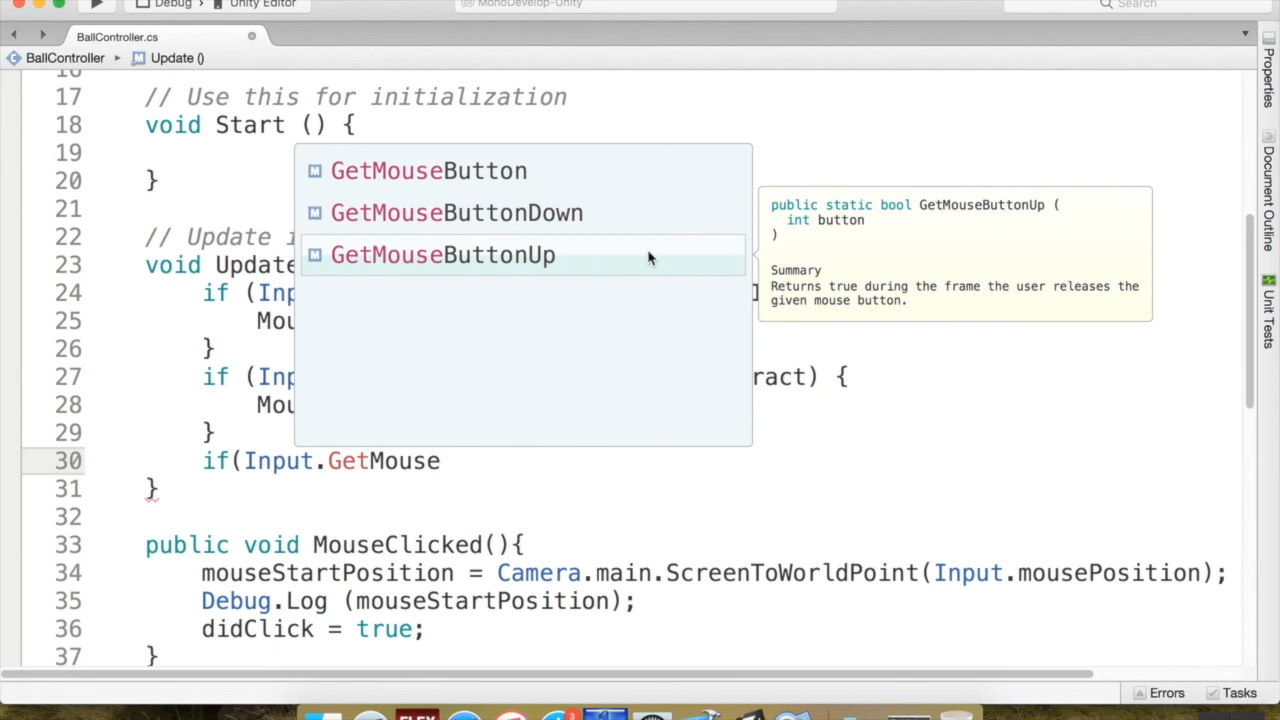 Debug
Unity Editor
MonoDevelop-Unity
Search
BallController.cs
BallController
Update ()
16
17 // Use this for initialization
18 void Start () {
19
20 }
21
22 // Update i
23 void Update
24 if (Inp
25 Mou
26 }
27 if (Inp ract) {
28 Mou
29 }
30 if(Input.GetMouse
31 }
32
33 public void MouseClicked(){
34 mouseStartPosition = Camera.main.ScreenToWorldPoint(Input.mousePosition);
35 Debug.Log (mouseStartPosition);
36 didClick = true;
37 }
M GetMouseButton
M GetMouseButtonDown
M GetMouseButtonUp
public static bool GetMouseButtonUp (
int button
)
Summary
Returns true during the frame the user releases the
given mouse button.
Properties
Document Outline
Unit Tests
Errors
Tasks
FLEX